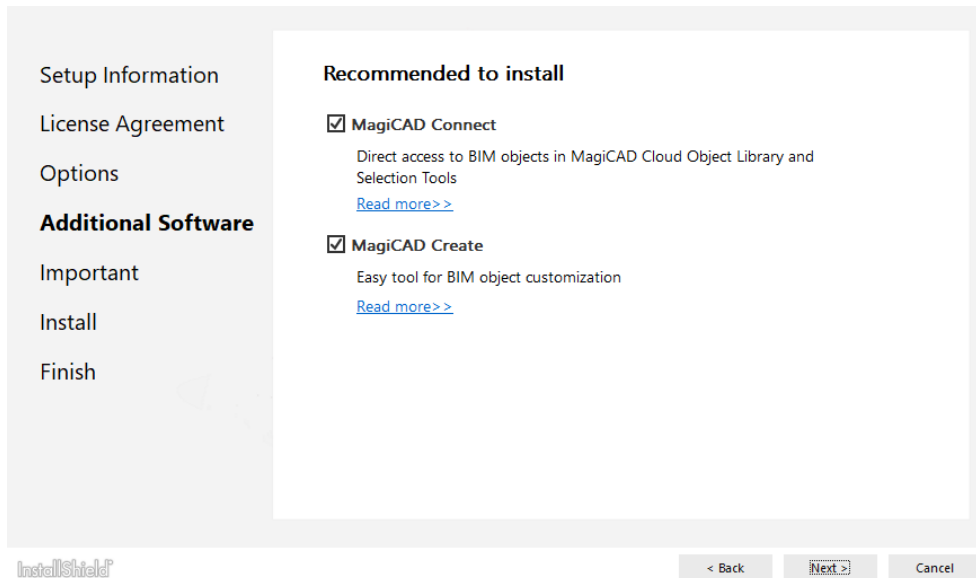 Setup Information
License Agreement
Options
Additional Software
Important
Install
Finish
Recommended to install
MagiCAD Connect
Direct access to BIM objects in MagiCAD Cloud Object Library and
Selection Tools
Read more>>
MagiCAD Create
Easy tool for BIM object customization
Read more>>
InstallShield®
< Back
Next >
Cancel